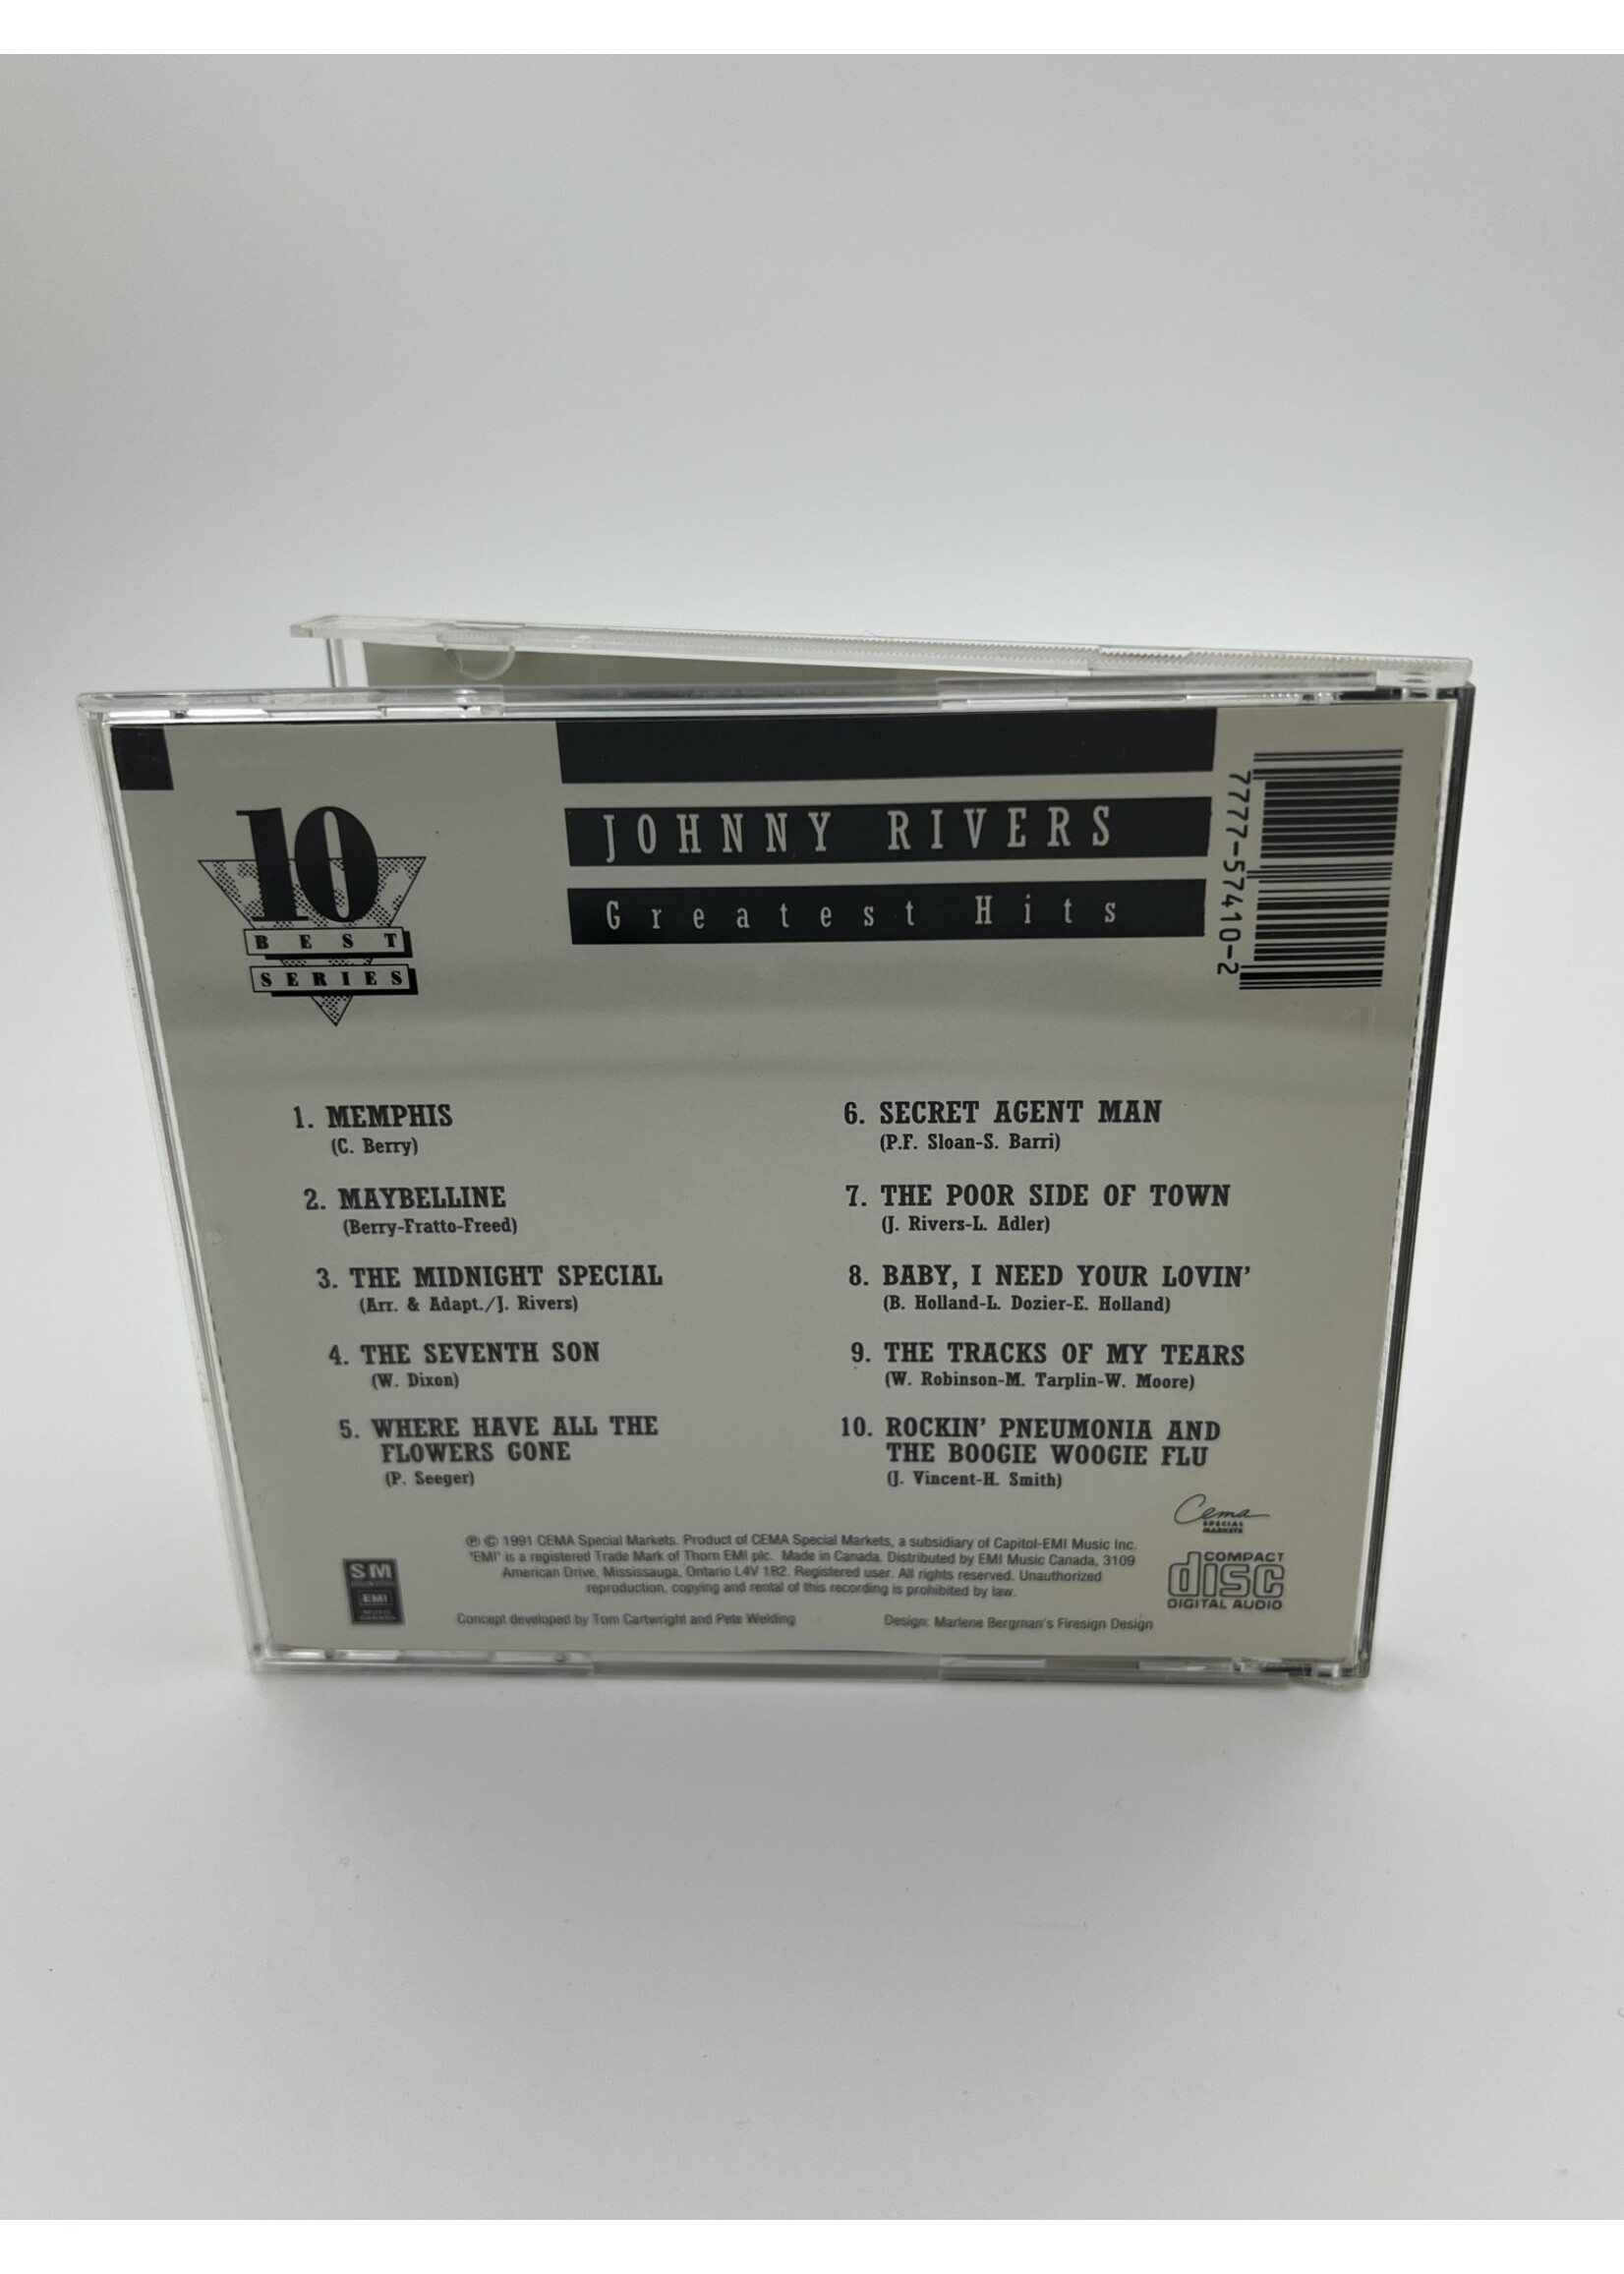 10
BEST
SERIES
JOHNNY RIVERS
Greatest Hits
7777-57410-2
1. MEMPHIS
(C. Berry)
2. MAYBELLINE
(Berry-Fratto-Freed)
3. THE MIDNIGHT SPECIAL
(Arr. & Adapt./J. Rivers)
4. THE SEVENTH SON
(W. Dixon)
5. WHERE HAVE ALL THE
FLOWERS GONE
(P. Seeger)
6. SECRET AGENT MAN
(P.F. Sloan-S. Barri)
7. THE POOR SIDE OF TOWN
(J. Rivers-L. Adler)
8. BABY, I NEED YOUR LOVIN'
(B. Holland-L. Dozier-E. Holland)
9. THE TRACKS OF MY TEARS
(W. Robinson-M. Tarplin-W. Moore)
10. ROCKIN' PNEUMONIA AND
THE BOOGIE WOOGIE FLU
(J. Vincent-H. Smith)
Cema
SPECIAL
MARKETS
℗ © 1991 CEMA Special Markets. Product of CEMA Special Markets, a subsidiary of Capitol-EMI Music Inc.
"EMI" is a registered Trade Mark of Thorn EMI plc. Made in Canada. Distributed by EMI Music Canada, 3109
American Drive, Mississauga, Ontario L4V 1B2. Registered user. All rights reserved. Unauthorized
reproduction, copying and rental of this recording is prohibited by law.
SM
EMI
MUSIC
CANADA
COMPACT
disc
DIGITAL AUDIO
Concept developed by Tom Cartwright and Pete Welding
Design: Marlene Bergman's Firesign Design